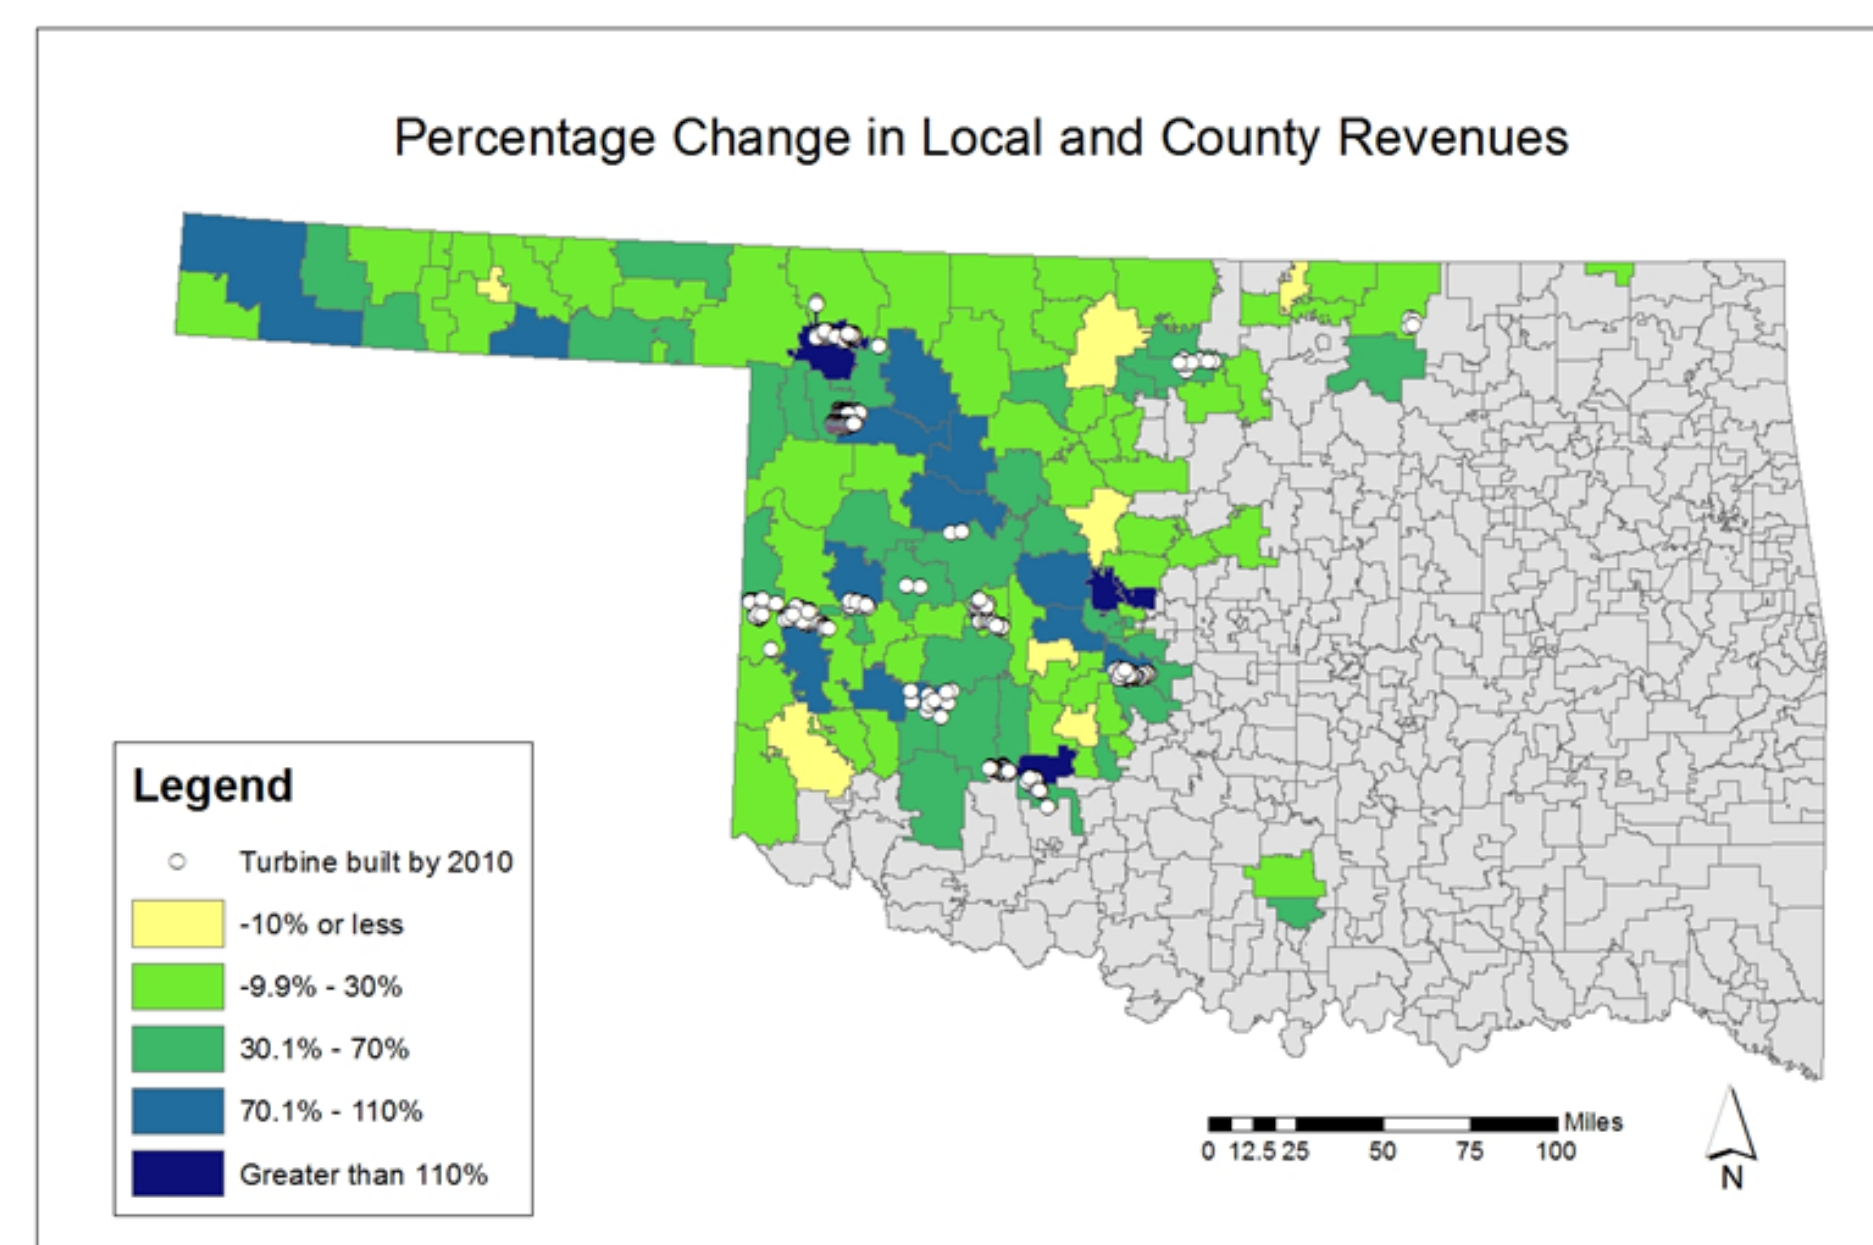 Percentage Change in Local and County Revenues
Legend
Turbine built by 2010
-10% or less
-9.9% - 30%
30.1% - 70%
70.1% - 110%
Greater than 110%
Miles
0 12.5 25 50 75 100
N